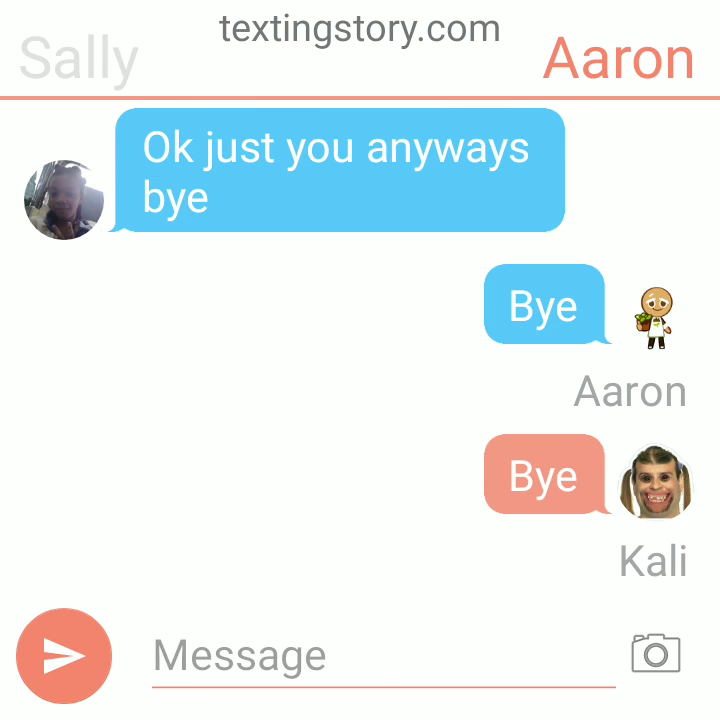 textingstory.com
Sally
Aaron
Ok just you anyways
bye
Bye
Aaron
Bye
Kali
Message